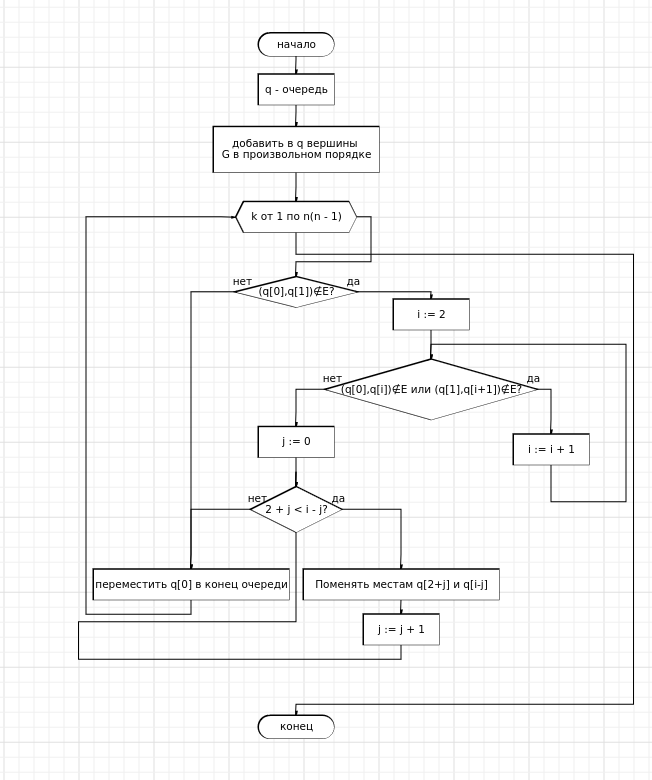 начало
q - очередь
добавить в q вершины
G в произвольном порядке
k от 1 по n(n - 1)
нет
да
(q[0],q[1])∉E?
i := 2
нет
да
(q[0],q[i])∉E или (q[1],q[i+1])∉E?
j := 0
i := i + 1
нет
да
2 + j < i - j?
переместить q[0] в конец очереди
Поменять местам q[2+j] и q[i-j]
j := j + 1
конец